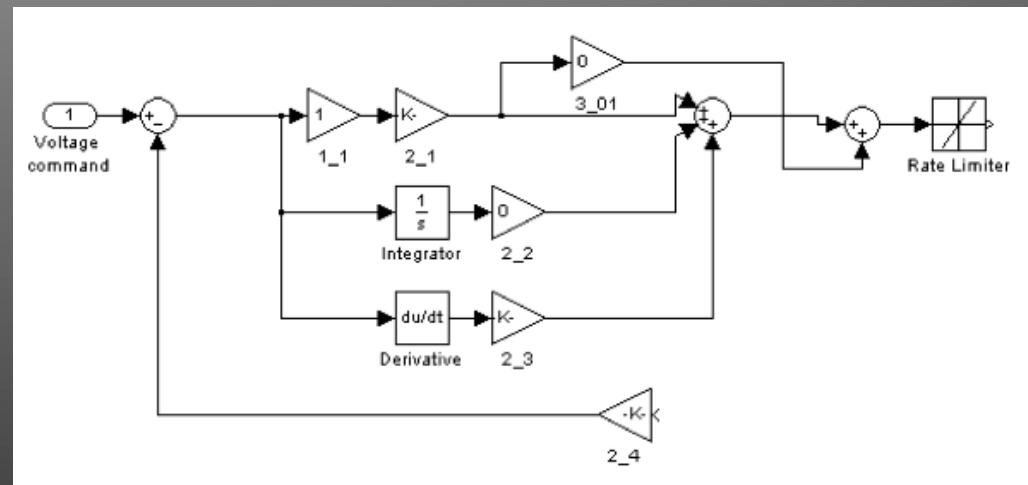 0
3_01
1
Voltage
command
+
-
1
1_1
K-
2_1
+
+
+
+
+
Rate Limiter
1
s
Integrator
0
2_2
du/dt
Derivative
K-
2_3
-K-
2_4